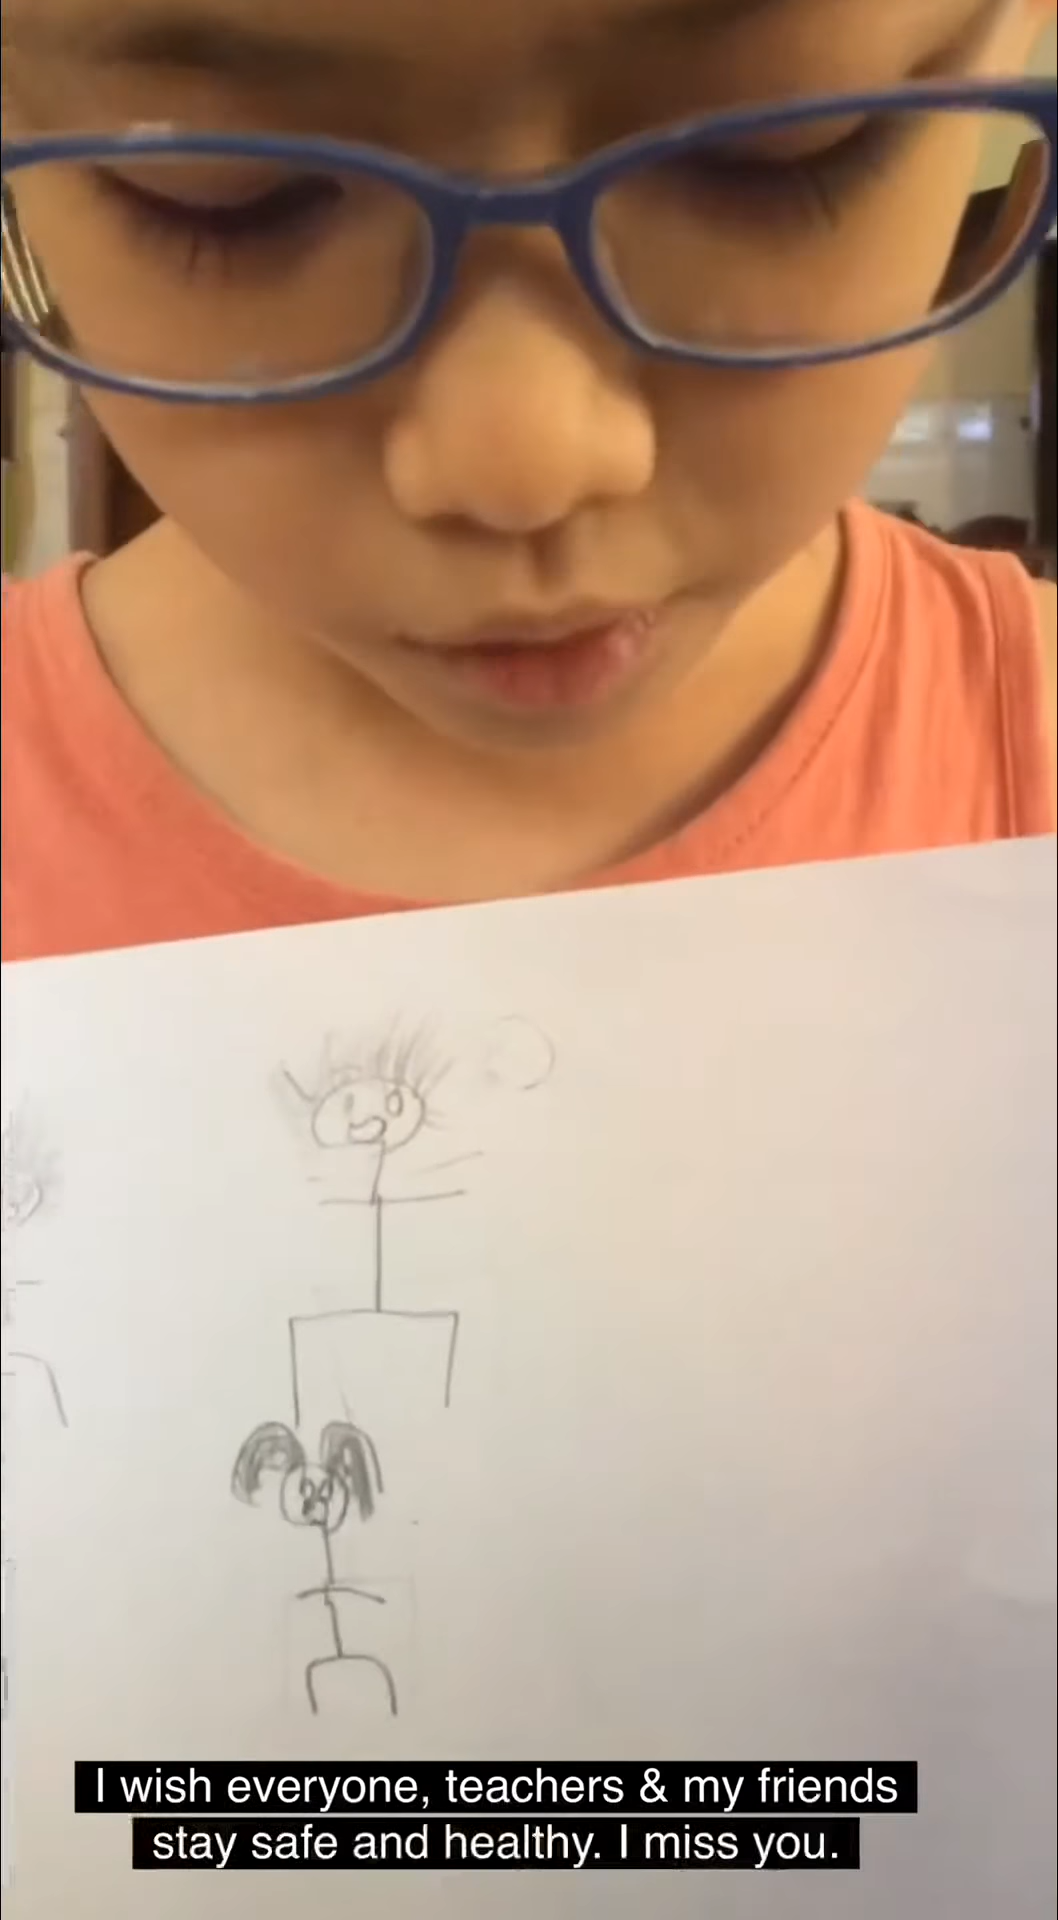 I wish everyone, teachers & my friends
stay safe and healthy. I miss you.